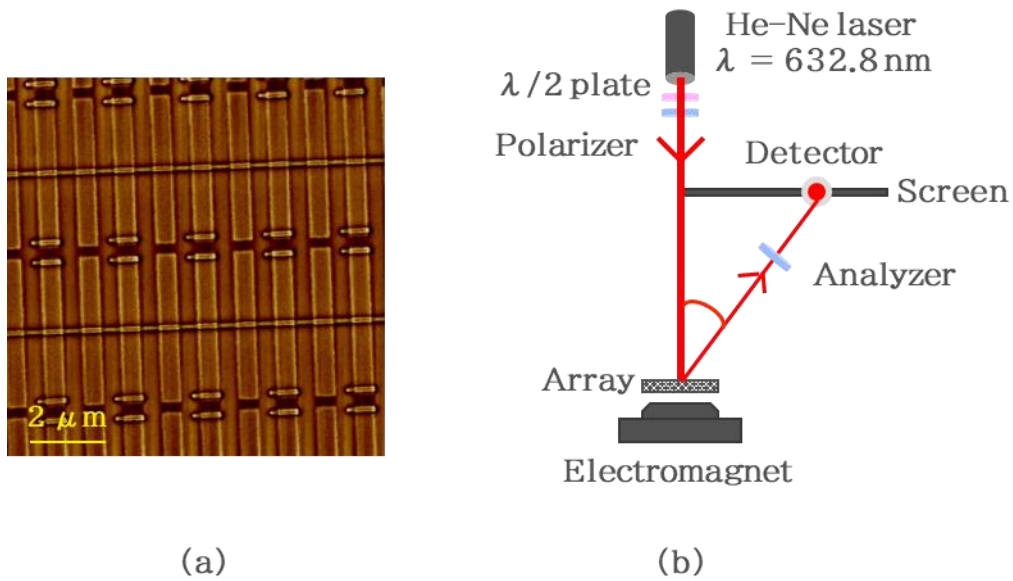 He-Ne laser
λ = 632.8 nm
λ/2 plate
Polarizer
Detector
Screen
Analyzer
Array
Electromagnet
2 μm
(a)
(b)